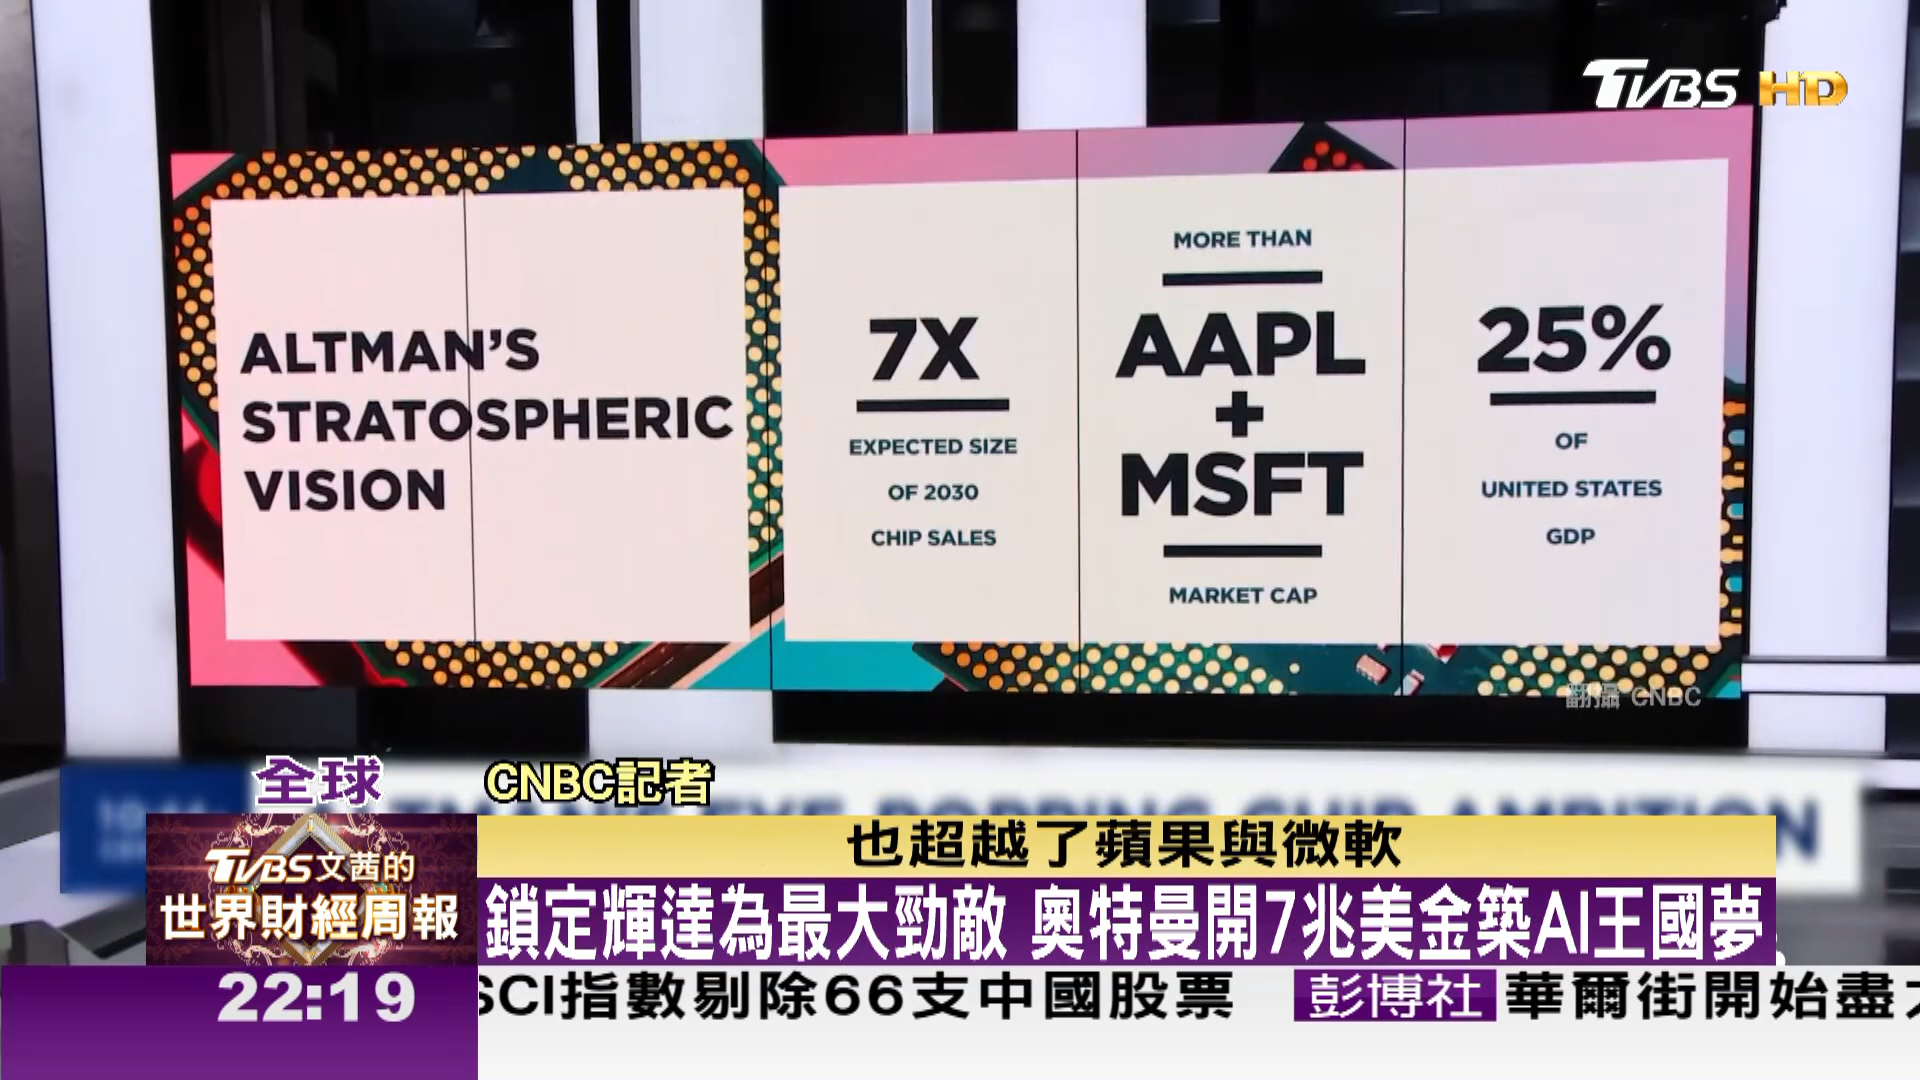 TVBS HD
ALTMAN'S
STRATOSPHERIC
VISION
7X
EXPECTED SIZE
OF 2030
CHIP SALES
MORE THAN
AAPL
+
MSFT
MARKET CAP
25%
OF
UNITED STATES
GDP
翻攝 CNBC
全球
CNBC記者
POPPING CHIP AMBITION
也超越了蘋果與微軟
TVBS文茜的
世界財經周報
鎖定輝達為最大勁敵 奧特曼開7兆美金築AI王國夢
22:19
SCI指數剔除66支中國股票 彭博社 華爾街開始盡